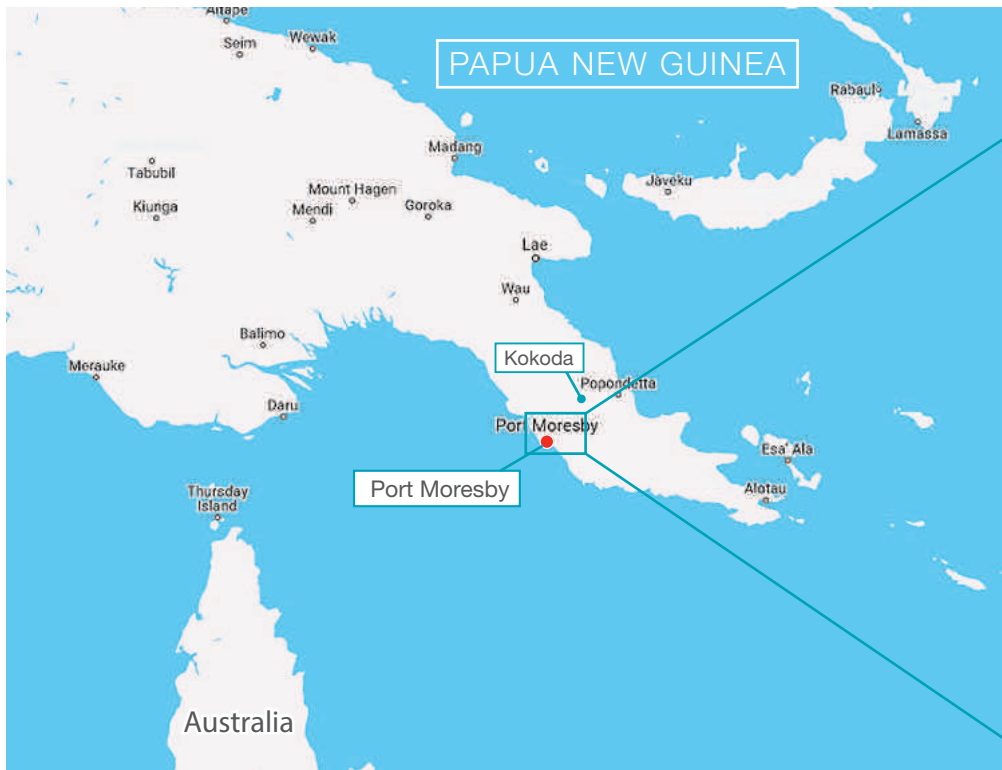 Aitape
Wewak
Seim
PAPUA NEW GUINEA
Rabaul
Lamassa
Madang
Tabubil
Javeku
Mount Hagen
Kiunga
Mendi
Goroka
Lae
Wau
Balimo
Kokoda
Merauke
Popondetta
Daru
Port Moresby
Esa' Ala
Port Moresby
Alotau
Thursday
Island
Australia